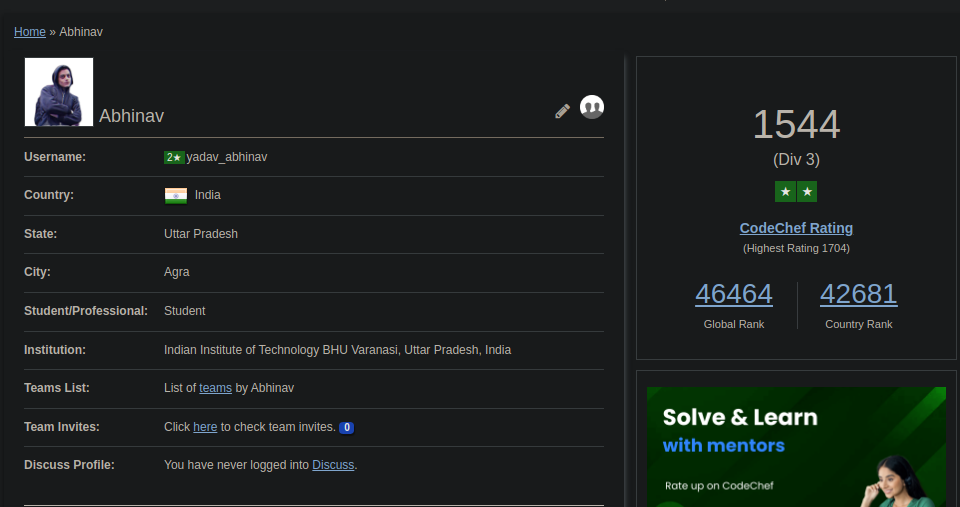 Home » Abhinav
Abhinav
Username: 2★ yadav_abhinav
Country: India
State: Uttar Pradesh
City: Agra
Student/Professional: Student
Institution: Indian Institute of Technology BHU Varanasi, Uttar Pradesh, India
Teams List: List of teams by Abhinav
Team Invites: Click here to check team invites. 0
Discuss Profile: You have never logged into Discuss.
1544
(Div 3)
★★
CodeChef Rating
(Highest Rating 1704)
46464 42681
Global Rank Country Rank
Solve & Learn
with mentors
Rate up on CodeChef